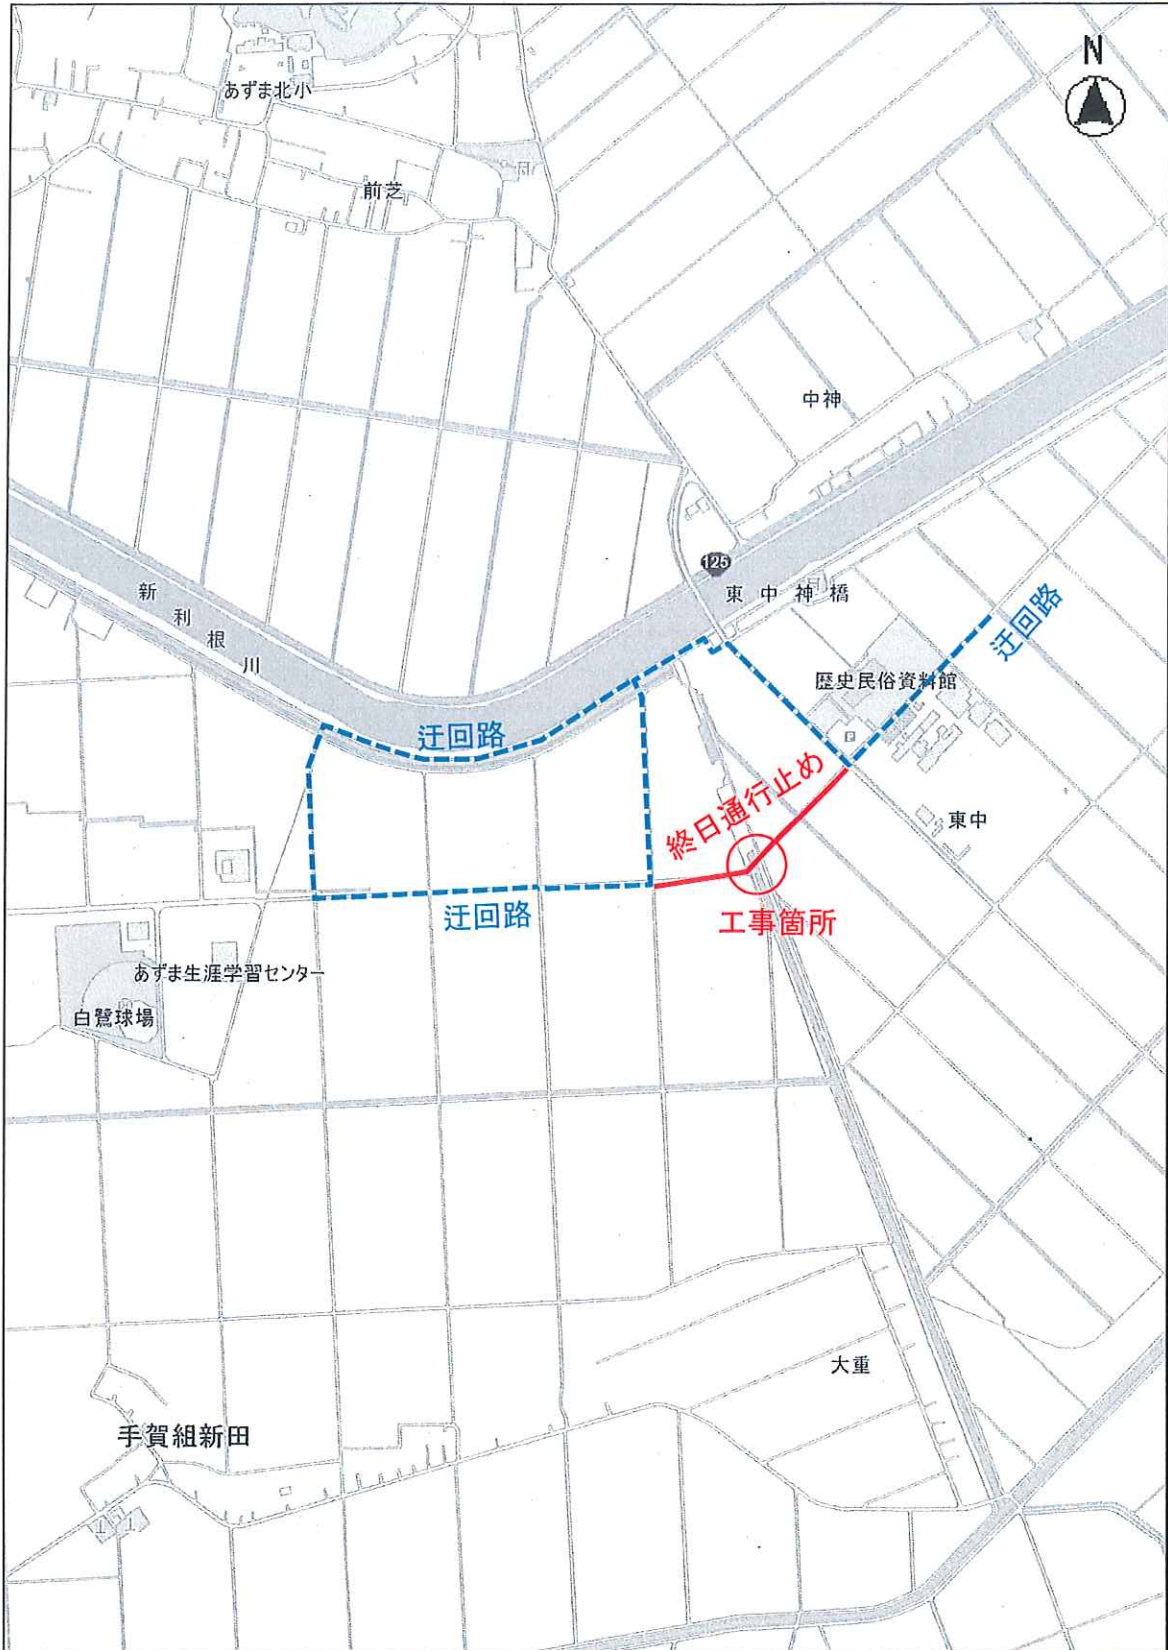 N
あずま北小
前芝
中神
125
東中神橋
新利根川
迂回路
歴史民俗資料館
迂回路
P
終日通行止め
東中
迂回路
工事箇所
あずま生涯学習センター
白鷺球場
大重
手賀組新田